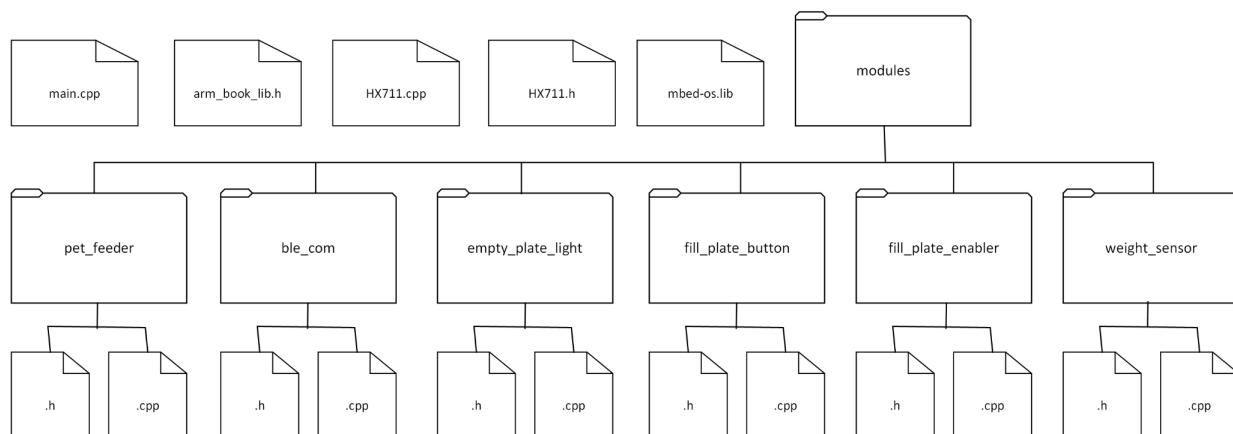 modules
main.cpp
arm_book_lib.h
HX711.cpp
HX711.h
mbed-os.lib
pet_feeder
ble_com
empty_plate_light
fill_plate_button
fill_plate_enabler
weight_sensor
.h
.cpp
.h
.cpp
.h
.cpp
.h
.cpp
.h
.cpp
.h
.cpp